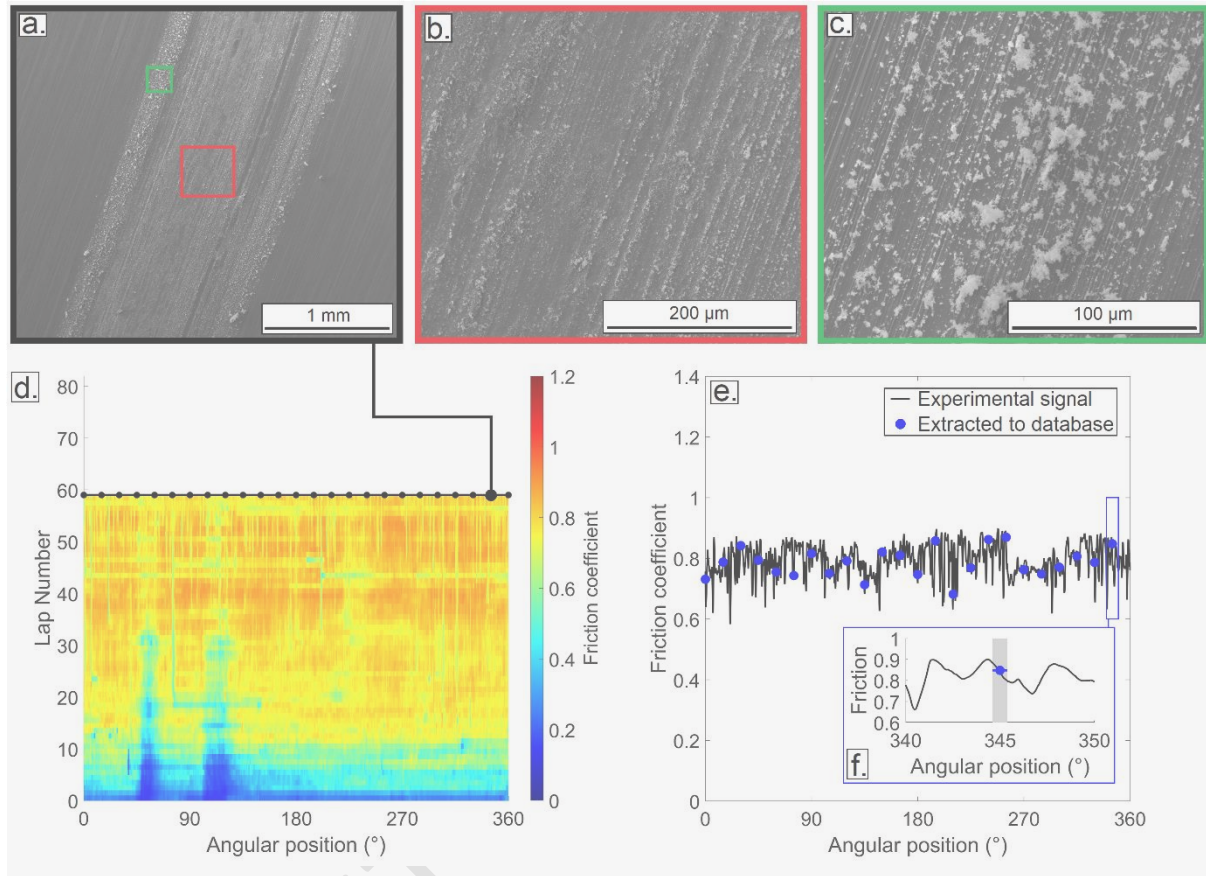 a.
b.
c.
1 mm
200 µm
100 µm
d.
Lap Number
80
70
60
50
40
30
20
10
0
0 90 180 270 360
Angular position (°)
1.2
1
0.8
0.6
0.4
0.2
0
Friction coefficient
e.
Experimental signal
Extracted to database
Friction coefficient
1.4
1.2
1
0.8
0.6
0.4
0.2
0
0 90 180 270 360
Angular position (°)
f.
Friction
1
0.9
0.8
0.7
0.6
340 345 350
Angular position (°)